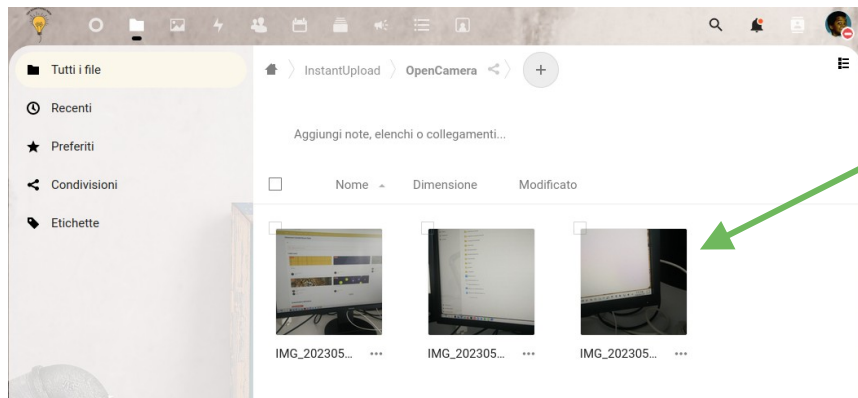 Tutti i file
InstantUpload OpenCamera +
Recenti
Aggiungi note, elenchi o collegamenti...
Preferiti
Condivisioni
Nome Dimensione Modificato
Etichette
IMG_202305... IMG_202305... IMG_202305...